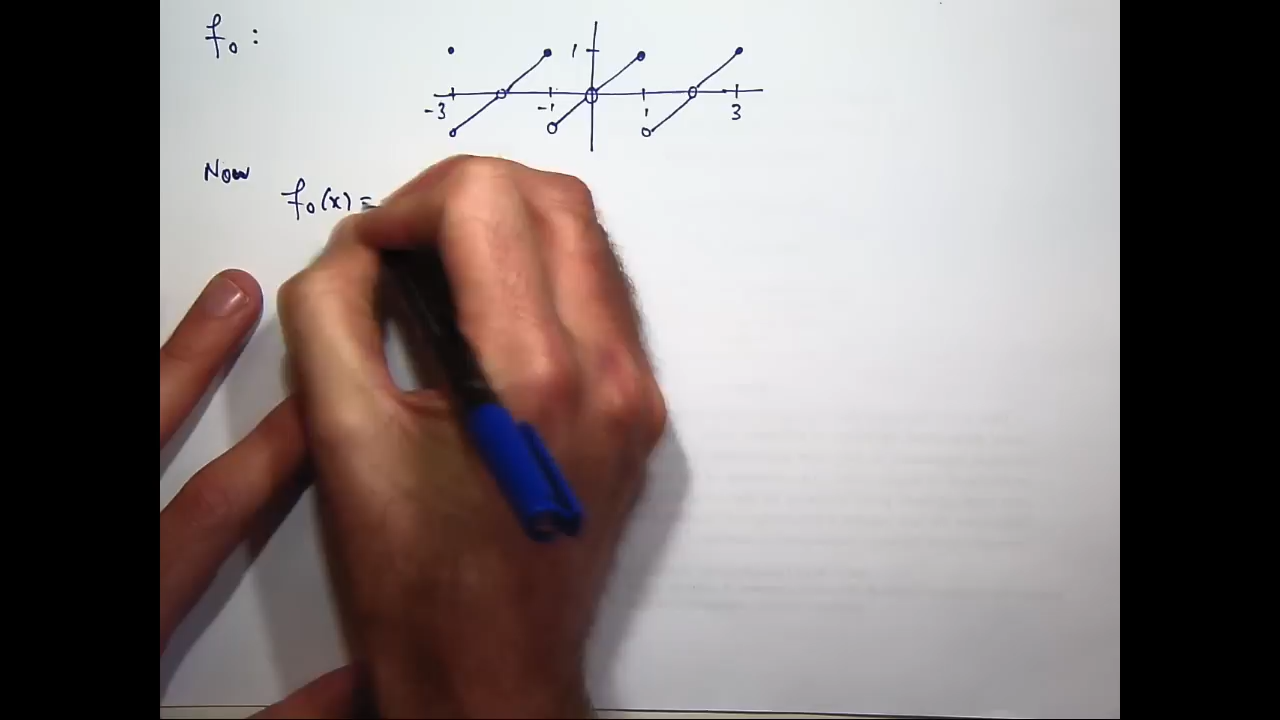 f₀ :
1
-3 -1 1 3
Now
f₀(x) =